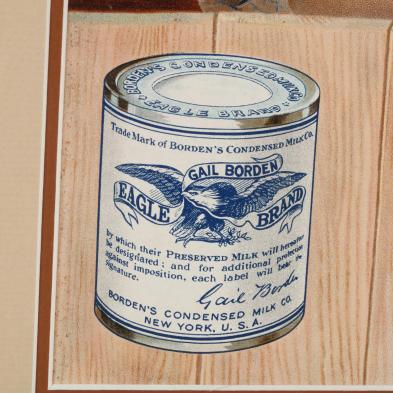 BORDEN'S CONDENSED MILK CO.
EAGLE BRAND
Trade Mark of BORDEN'S CONDENSED MILK CO.
GAIL BORDEN
EAGLE BRAND
by which their PRESERVED MILK will hereafter
be designated; and for additional protection
against imposition, each label will bear the
signature.
Gail Borden
BORDEN'S CONDENSED MILK CO.
NEW YORK, U. S. A.